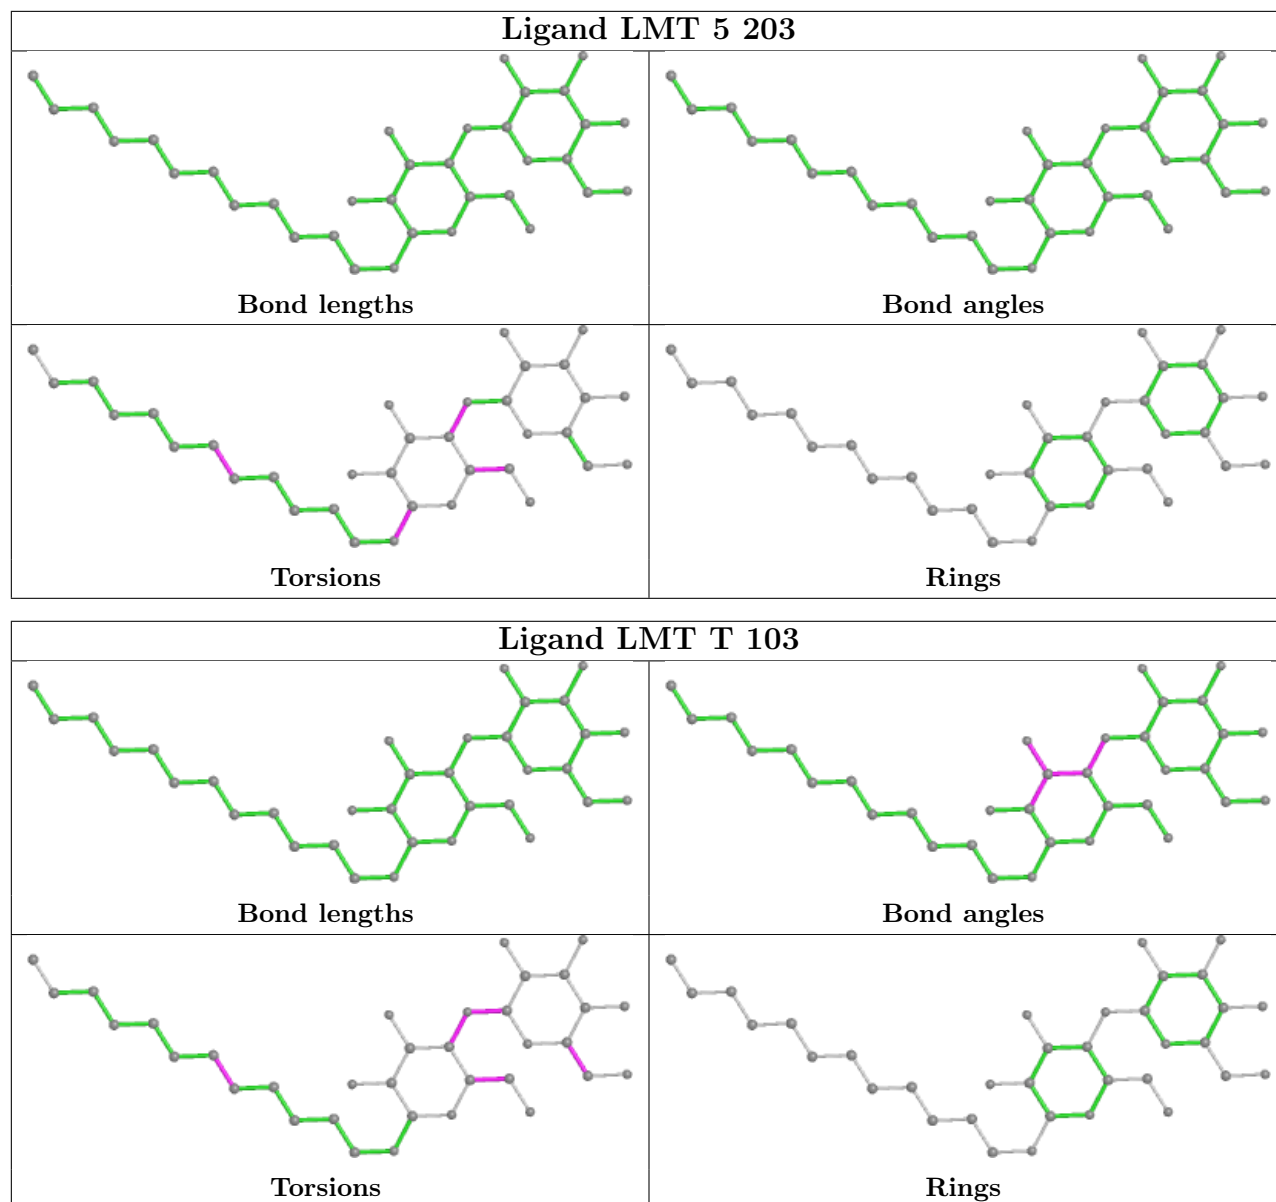 Ligand LMT 5 203
Bond lengths
Bond angles
Torsions
Rings
Ligand LMT T 103
Bond lengths
Bond angles
Torsions
Rings